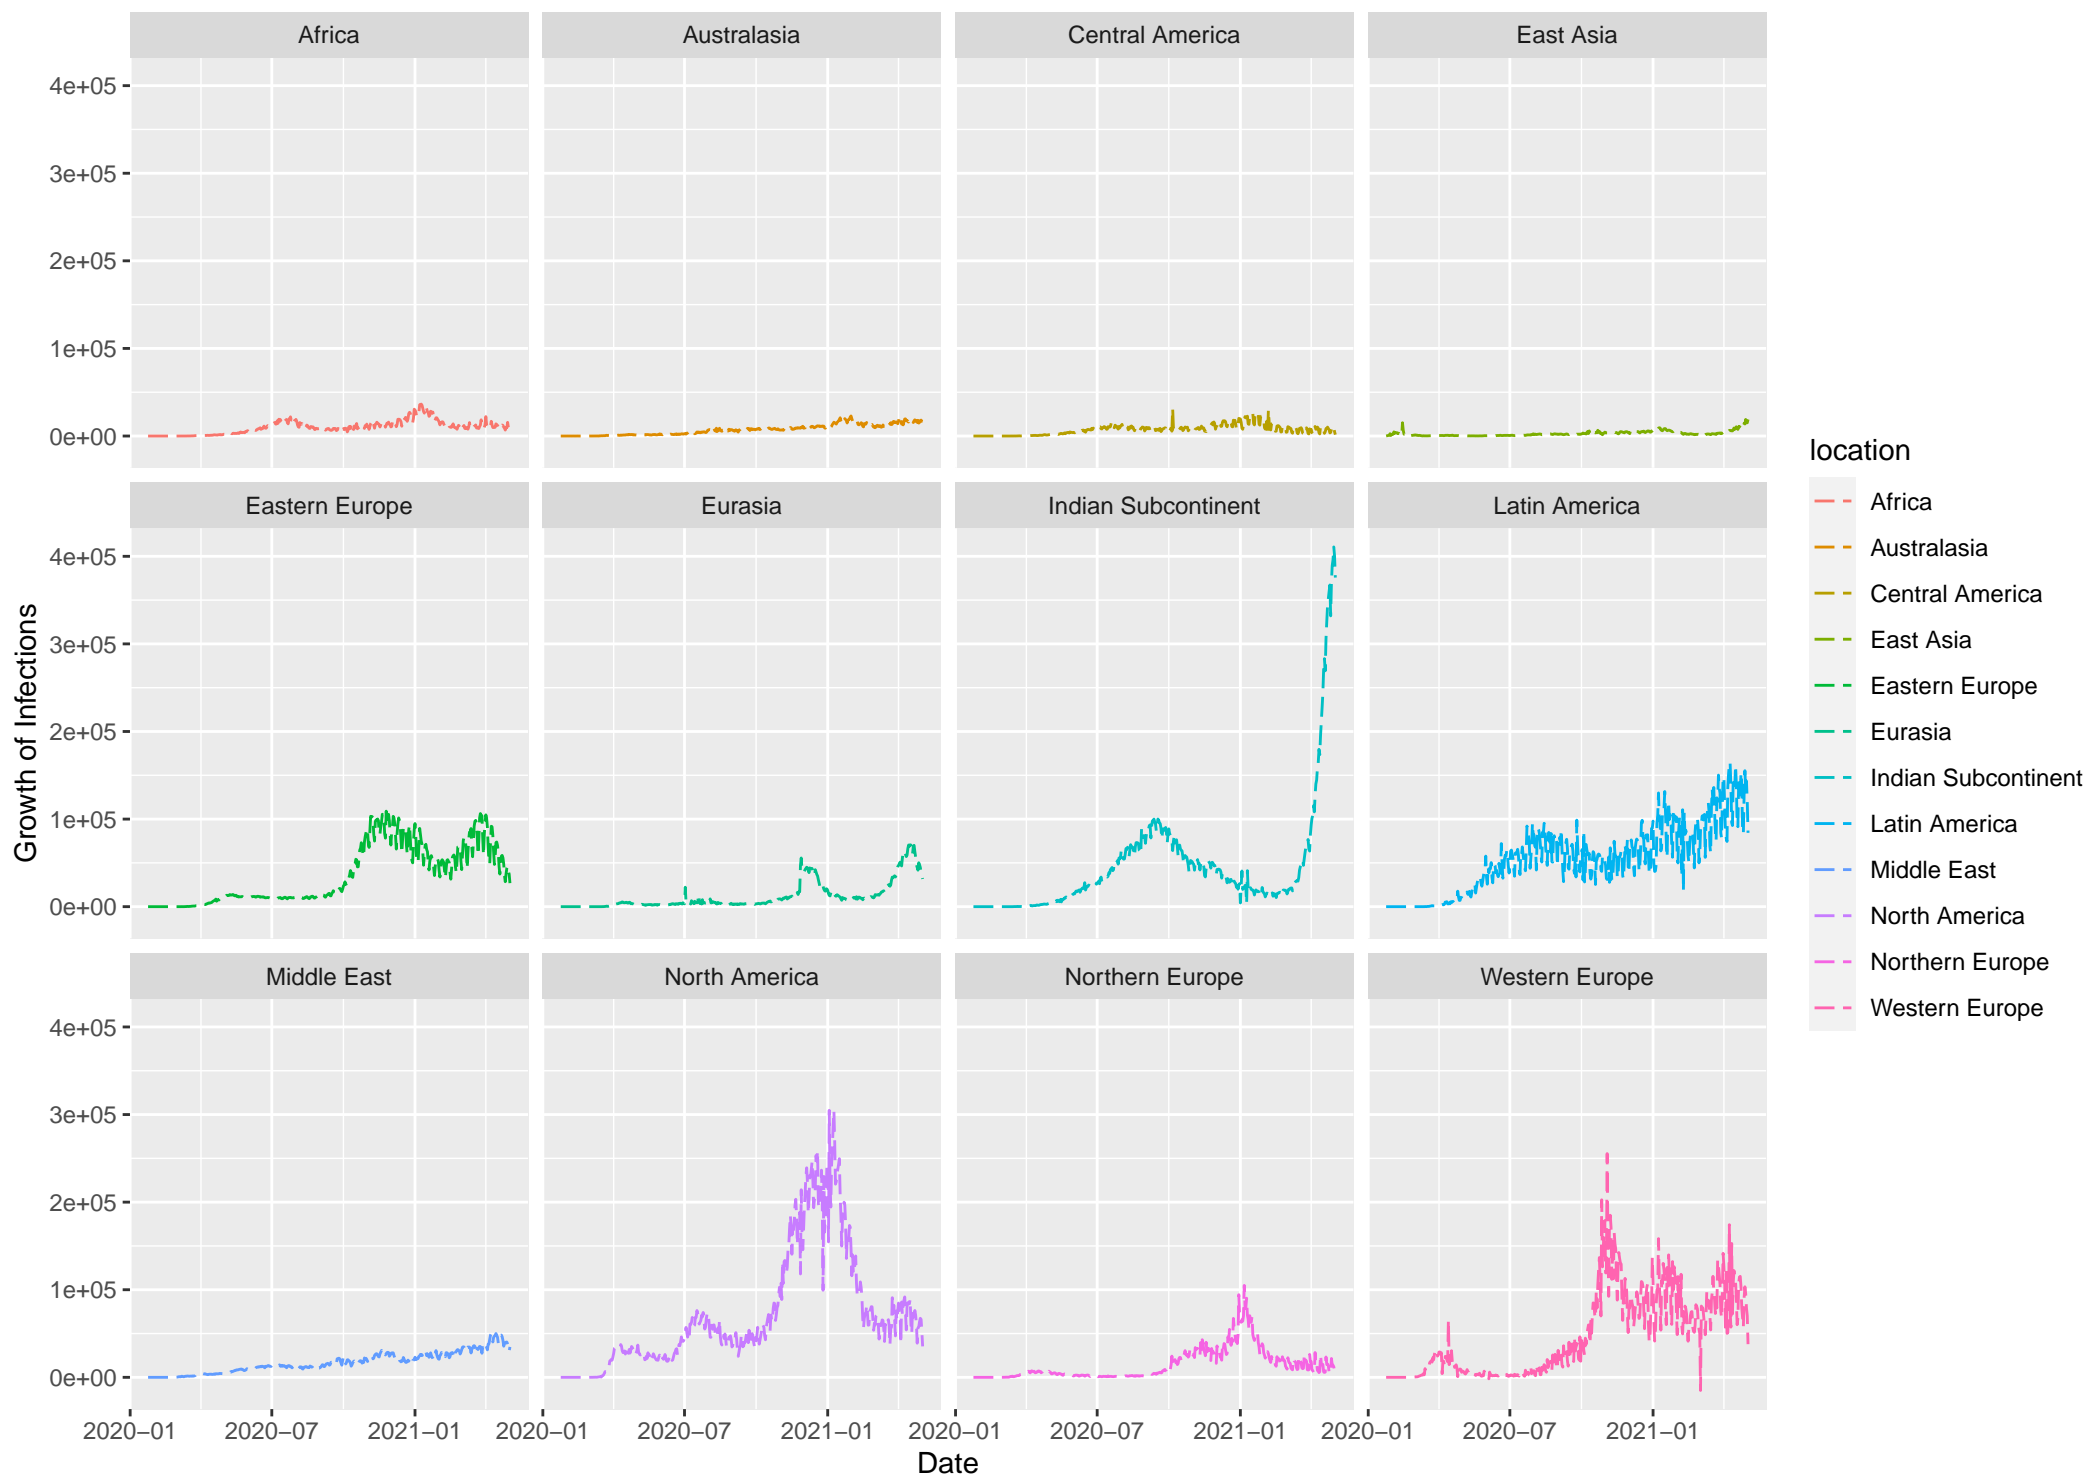 Africa
Australasia
Central America
East Asia
4e+05
3e+05
2e+05
1e+05
0e+00
Eastern Europe
Eurasia
Indian Subcontinent
Latin America
4e+05
3e+05
2e+05
1e+05
0e+00
Middle East
North America
Northern Europe
Western Europe
4e+05
3e+05
2e+05
1e+05
0e+00
2020−01 2020−07 2021−01 2020−01 2020−07 2021−01 2020−01 2020−07 2021−01 2020−01 2020−07 2021−01
Date
Growth of Infections
location
Africa
Australasia
Central America
East Asia
Eastern Europe
Eurasia
Indian Subcontinent
Latin America
Middle East
North America
Northern Europe
Western Europe